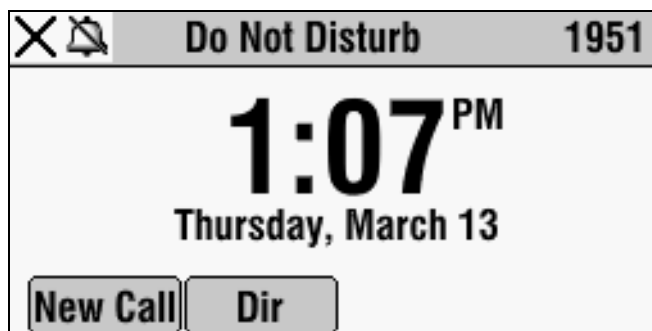 Do Not Disturb 1951
1:07 PM
Thursday, March 13
New Call Dir